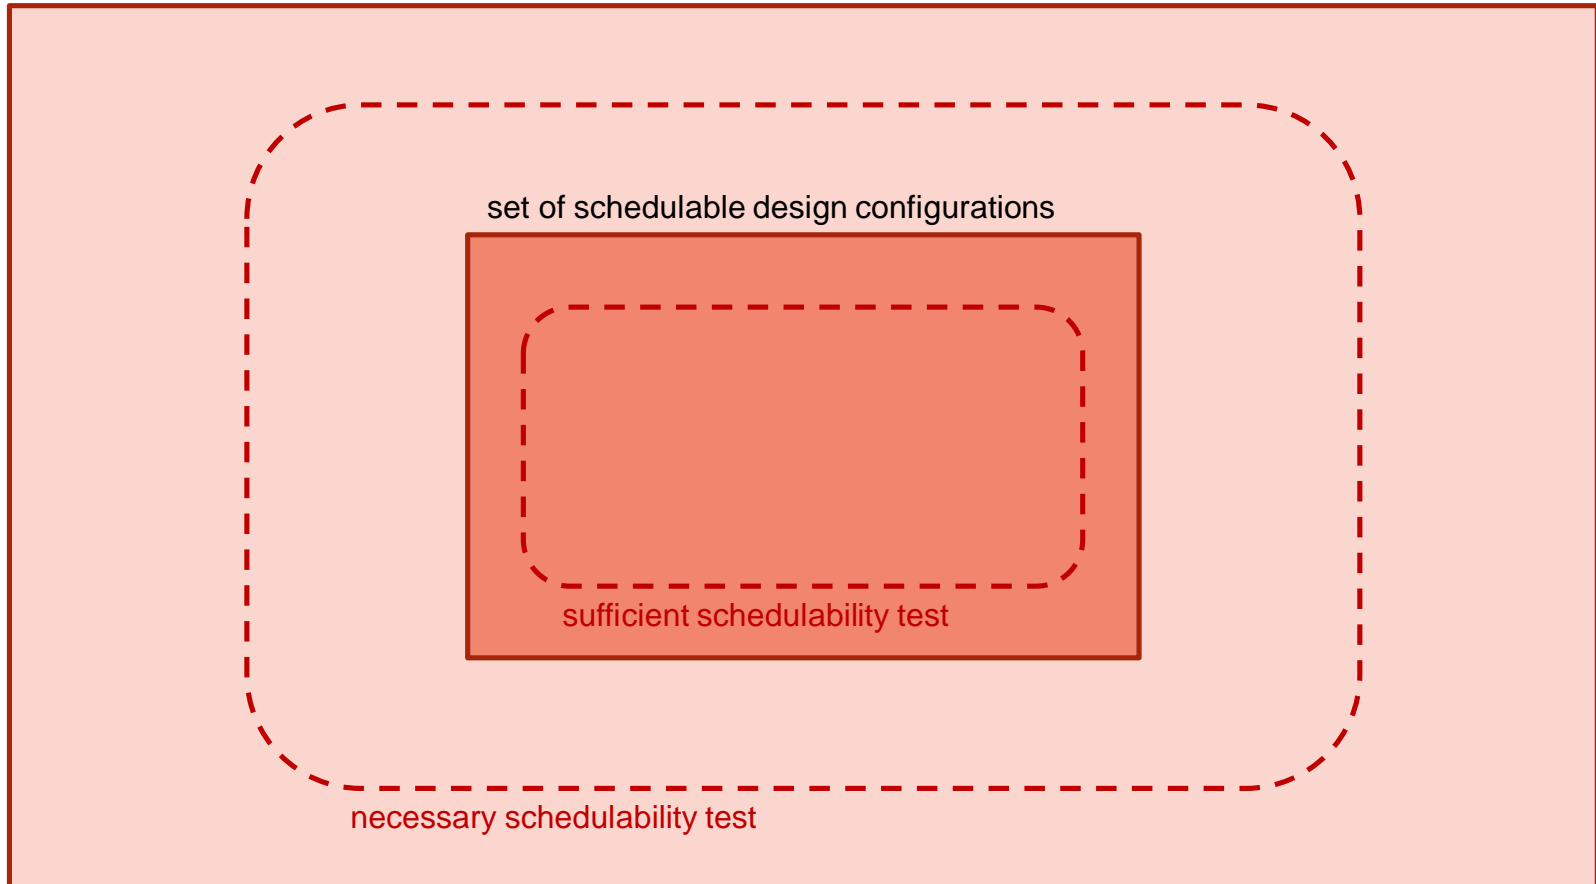 set of schedulable design configurations
sufficient schedulability test
necessary schedulability test